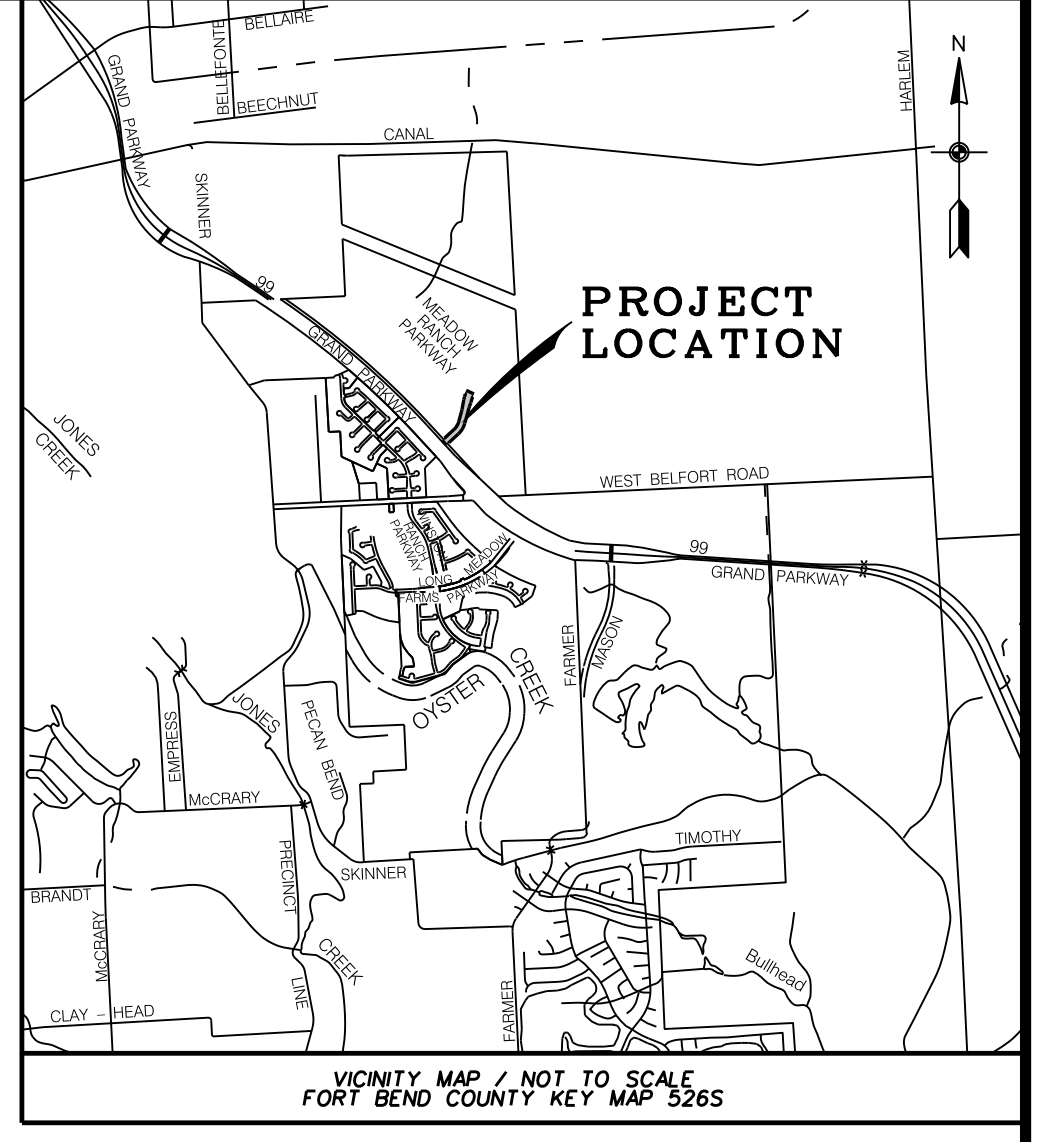 BELLAIRE
BELLEFONTE
BEECHNUT
GRAND PARKWAY
HARLEM
N
CANAL
SKINNER
99
PROJECT
LOCATION
MEADOW
RANCH
PARKWAY
GRAND PARKWAY
JONES
CREEK
WEST BELFORT ROAD
RANCH
PARKWAY
LONG MEADOW
FARMS PARKWAY
99
GRAND PARKWAY
FARMER
MASON
OYSTER CREEK
JONES
PECAN BEND
EMPRESS
McCRARY
PRECINCT
SKINNER
TIMOTHY
BRANDT
McCRARY
CREEK
LINE
CLAY - HEAD
FARMER
Bullhead
VICINITY MAP / NOT TO SCALE
FORT BEND COUNTY KEY MAP 526S